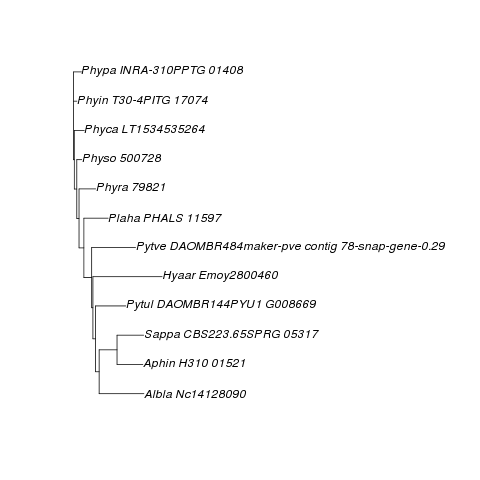 Phypa INRA-310PPTG 01408
Phyin T30-4PITG 17074
Phyca LT1534535264
Physo 500728
Phyra 79821
Plaha PHALS 11597
Pytve DAOMBR484maker-pve contig 78-snap-gene-0.29
Hyaar Emoy2800460
Pytul DAOMBR144PYU1 G008669
Sappa CBS223.65SPRG 05317
Aphin H310 01521
Albla Nc14128090